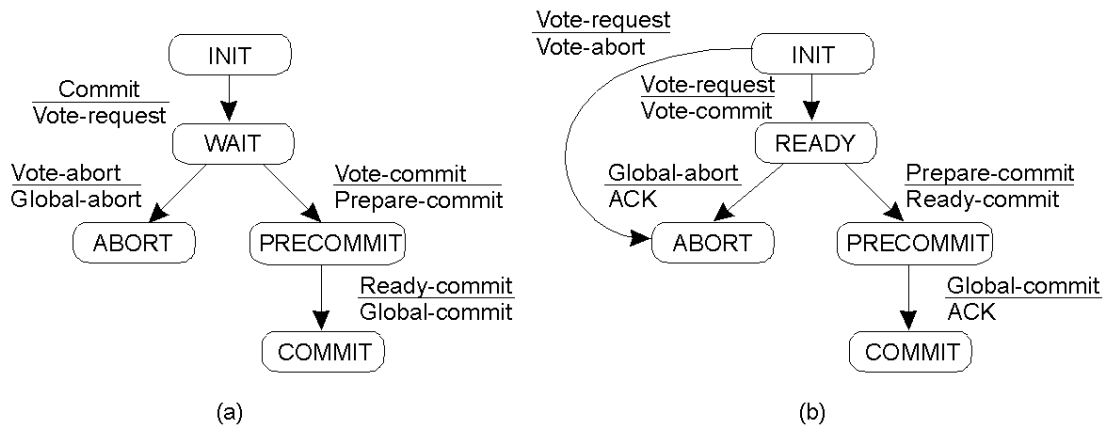 INIT
Commit
Vote-request
WAIT
Vote-abort
Global-abort
Vote-commit
Prepare-commit
ABORT
PRECOMMIT
Ready-commit
Global-commit
COMMIT
(a)
Vote-request
Vote-abort
INIT
Vote-request
Vote-commit
READY
Global-abort
ACK
Prepare-commit
Ready-commit
ABORT
PRECOMMIT
Global-commit
ACK
COMMIT
(b)